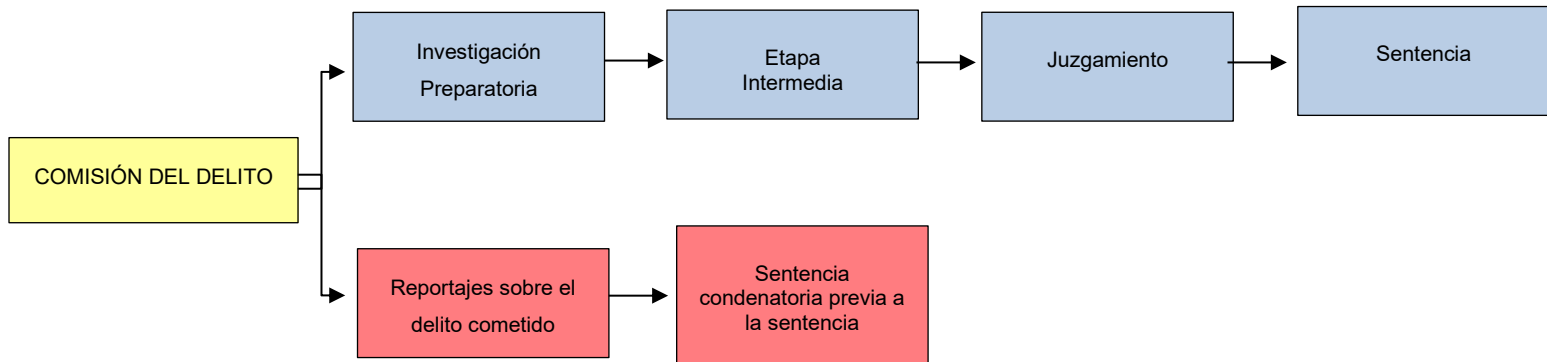 Investigación
Preparatoria
Etapa
Intermedia
Juzgamiento
Sentencia
COMISIÓN DEL DELITO
Reportajes sobre el
delito cometido
Sentencia
condenatoria previa a
la sentencia